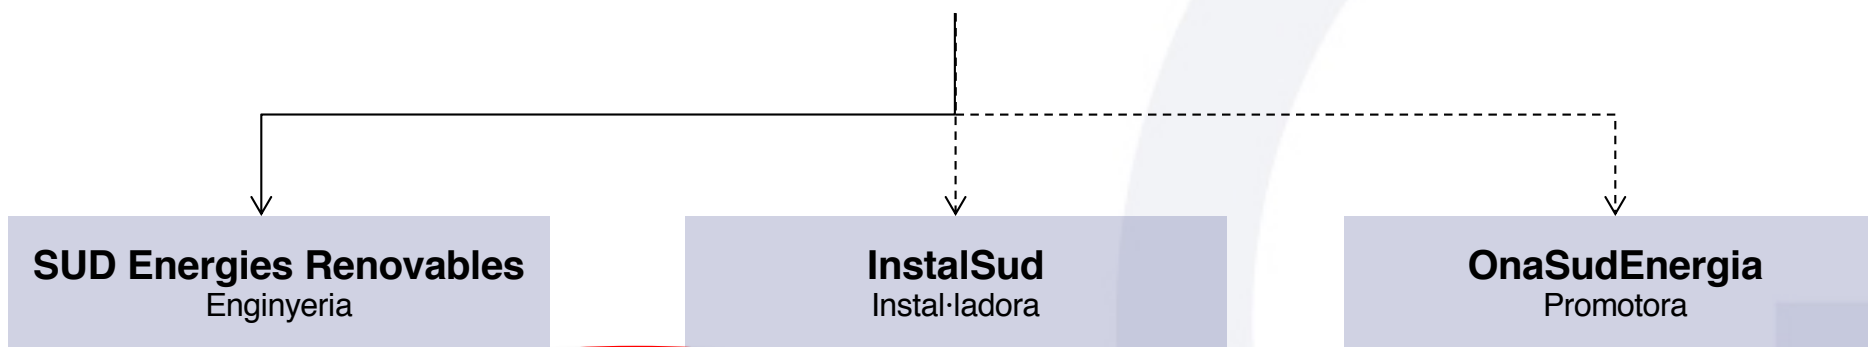 SUD Energies Renovables
Enginyeria
InstalSud
Instal·ladora
OnaSudEnergia
Promotora